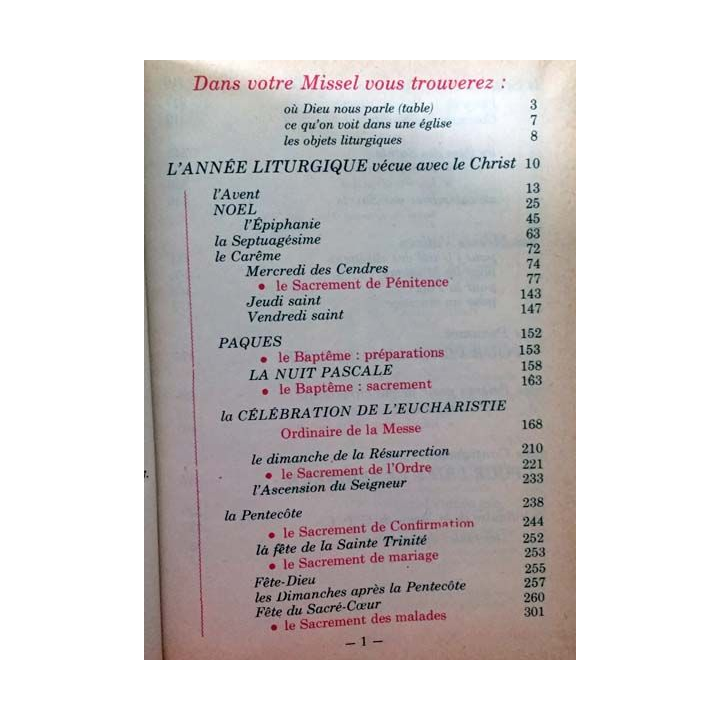 Dans votre Missel vous trouverez :
où Dieu nous parle (table) 3
ce qu'on voit dans une église 7
les objets liturgiques 8
L'ANNÉE LITURGIQUE vécue avec le Christ 10
l'Avent 13
NOEL 25
l'Épiphanie 45
la Septuagésime 63
le Carême 72
Mercredi des Cendres 74
• le Sacrement de Pénitence 77
Jeudi saint 143
Vendredi saint 147
PAQUES 152
• le Baptême : préparations 153
LA NUIT PASCALE 158
• le Baptême : sacrement 163
la CÉLÉBRATION DE L'EUCHARISTIE
Ordinaire de la Messe 168
le dimanche de la Résurrection 210
• le Sacrement de l'Ordre 221
l'Ascension du Seigneur 233
la Pentecôte 238
• le Sacrement de Confirmation 244
la fête de la Sainte Trinité 252
• le Sacrement de mariage 253
Fête-Dieu 255
les Dimanches après la Pentecôte 257
Fête du Sacré-Cœur 260
• le Sacrement des malades 301
— 1 —